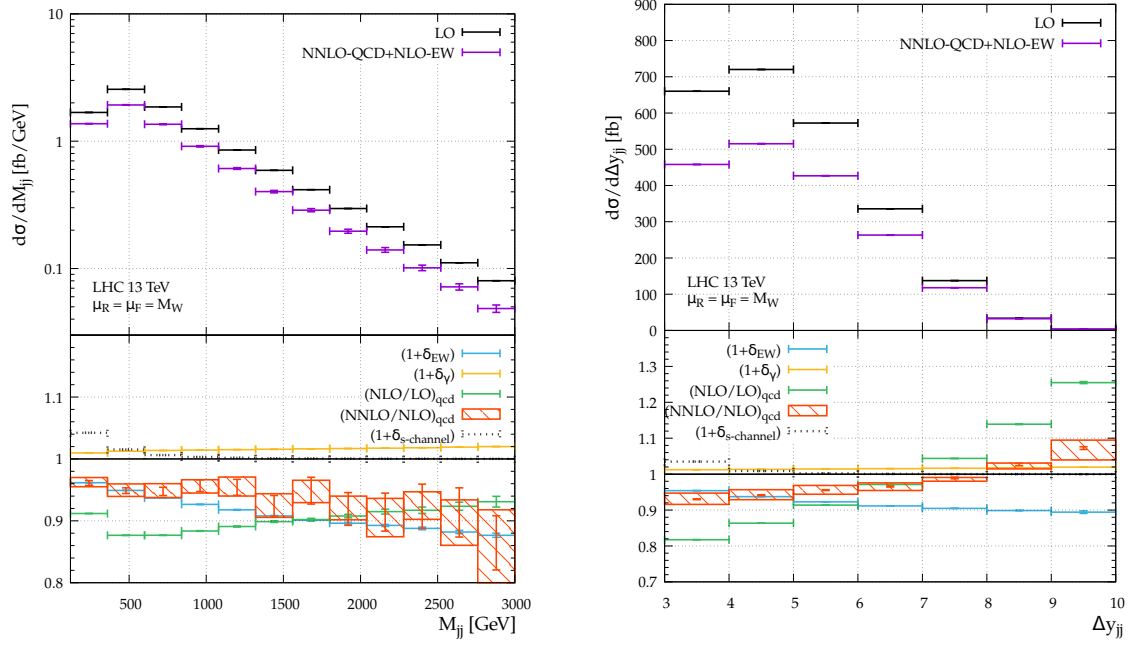 10
1
0.1
dσ/dM_jj [fb/GeV]
LO
NNLO-QCD+NLO-EW
LHC 13 TeV
μ_R = μ_F = M_W
1.1
1
0.9
0.8
(1+δ_EW)
(1+δ_γ)
(NLO/LO)_qcd
(NNLO/NLO)_qcd
(1+δ_s-channel)
500 1000 1500 2000 2500 3000
M_jj [GeV]
900
800
700
600
500
400
300
200
100
0
dσ/dΔy_jj [fb]
LO
NNLO-QCD+NLO-EW
LHC 13 TeV
μ_R = μ_F = M_W
1.3
1.2
1.1
1
0.9
0.8
0.7
(1+δ_EW)
(1+δ_γ)
(NLO/LO)_qcd
(NNLO/NLO)_qcd
(1+δ_s-channel)
3 4 5 6 7 8 9 10
Δy_jj